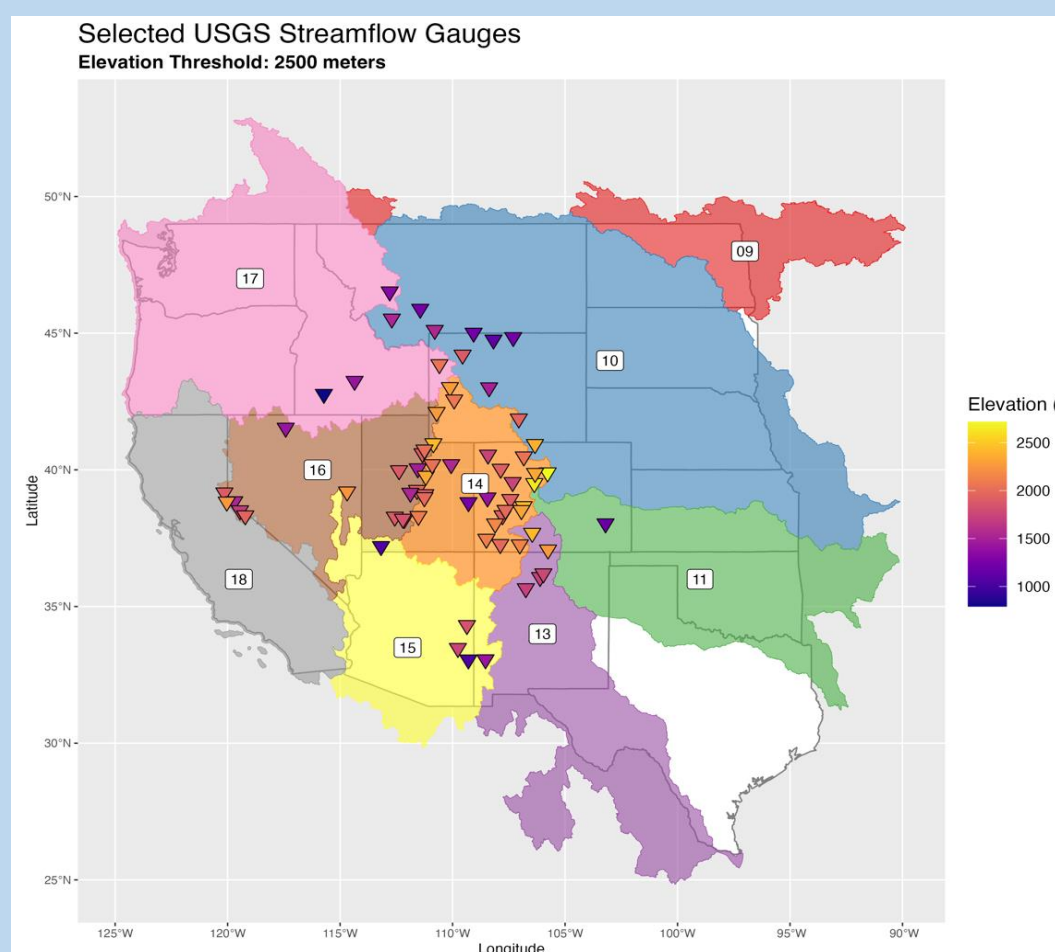 Selected USGS Streamflow Gauges
Elevation Threshold: 2500 meters
50°N
45°N
40°N
35°N
30°N
25°N
Latitude
09
17
10
16
14
18
11
13
15
Elevation (
2500
2000
1500
1000
125°W 120°W 115°W 110°W 105°W 100°W 95°W 90°W
Longitude